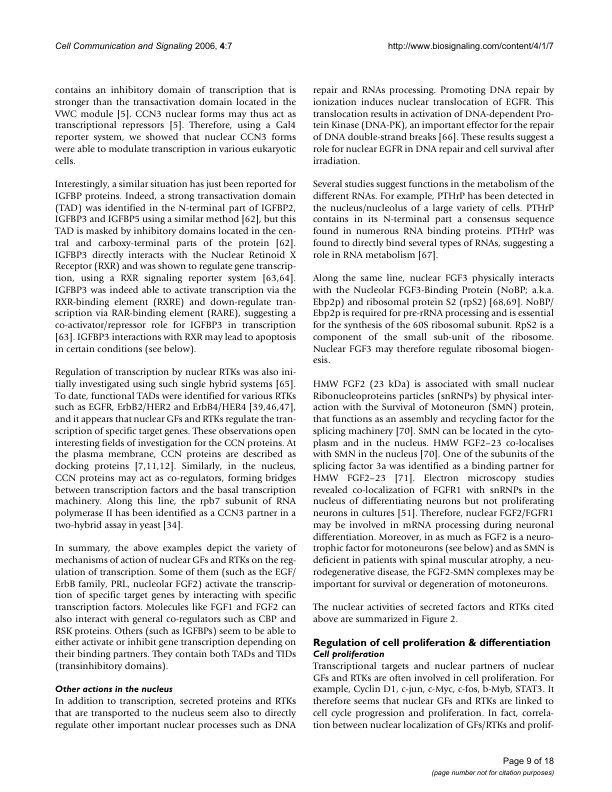 Cell Communication and Signaling 2006, 4:7
http://www.biosignaling.com/content/4/1/7
contains an inhibitory domain of transcription that is
stronger than the transactivation domain located in the
VWC module [5]. CCN3 nuclear forms may thus act as
transcriptional repressors [5]. Therefore, using a Gal4
reporter system, we showed that nuclear CCN3 forms
were able to modulate transcription in various eukaryotic
cells.
Interestingly, a similar situation has just been reported for
IGFBP proteins. Indeed, a strong transactivation domain
(TAD) was identified in the N-terminal part of IGFBP2,
IGFBP3 and IGFBP5 using a similar method [62], but this
TAD is masked by inhibitory domains located in the cen-
tral and carboxy-terminal parts of the protein [62].
IGFBP3 directly interacts with the Nuclear Retinoid X
Receptor (RXR) and was shown to regulate gene transcrip-
tion, using a RXR signaling reporter system [63,64].
IGFBP3 was indeed able to activate transcription via the
RXR-binding element (RXRE) and down-regulate tran-
scription via RAR-binding element (RARE), suggesting a
co-activator/repressor role for IGFBP3 in transcription
[63]. IGFBP3 interactions with RXR may lead to apoptosis
in certain conditions (see below).
Regulation of transcription by nuclear RTKs was also ini-
tially investigated using such single hybrid systems [65].
To date, functional TADs were identified for various RTKs
such as EGFR, ErbB2/HER2 and ErbB4/HER4 [39,46,47],
and it appears that nuclear GFs and RTKs regulate the tran-
scription of specific target genes. These observations open
interesting fields of investigation for the CCN proteins. At
the plasma membrane, CCN proteins are described as
docking proteins [7,11,12]. Similarly, in the nucleus,
CCN proteins may act as co-regulators, forming bridges
between transcription factors and the basal transcription
machinery. Along this line, the rpb7 subunit of RNA
polymerase II has been identified as a CCN3 partner in a
two-hybrid assay in yeast [34].
In summary, the above examples depict the variety of
mechanisms of action of nuclear GFs and RTKs on the reg-
ulation of transcription. Some of them (such as the EGF/
ErbB family, PRL, nucleolar FGF2) activate the transcrip-
tion of specific target genes by interacting with specific
transcription factors. Molecules like FGF1 and FGF2 can
also interact with general co-regulators such as CBP and
RSK proteins. Others (such as IGFBPs) seem to be able to
either activate or inhibit gene transcription depending on
their binding partners. They contain both TADs and TIDs
(transinhibitory domains).
Other actions in the nucleus
In addition to transcription, secreted proteins and RTKs
that are transported to the nucleus seem also to directly
regulate other important nuclear processes such as DNA
repair and RNAs processing. Promoting DNA repair by
ionization induces nuclear translocation of EGFR. This
translocation results in activation of DNA-dependent Pro-
tein Kinase (DNA-PK), an important effector for the repair
of DNA double-strand breaks [66]. These results suggest a
role for nuclear EGFR in DNA repair and cell survival after
irradiation.
Several studies suggest functions in the metabolism of the
different RNAs. For example, PTHrP has been detected in
the nucleus/nucleolus of a large variety of cells. PTHrP
contains in its N-terminal part a consensus sequence
found in numerous RNA binding proteins. PTHrP was
found to directly bind several types of RNAs, suggesting a
role in RNA metabolism [67].
Along the same line, nuclear FGF3 physically interacts
with the Nucleolar FGF3-Binding Protein (NoBP; a.k.a.
Ebp2p) and ribosomal protein S2 (rpS2) [68,69]. NoBP/
Ebp2p is required for pre-rRNA processing and is essential
for the synthesis of the 60S ribosomal subunit. RpS2 is a
component of the small sub-unit of the ribosome.
Nuclear FGF3 may therefore regulate ribosomal biogen-
esis.
HMW FGF2 (23 kDa) is associated with small nuclear
Ribonucleoproteins particles (snRNPs) by physical inter-
action with the Survival of Motoneuron (SMN) protein,
that functions as an assembly and recycling factor for the
splicing machinery [70]. SMN can be located in the cyto-
plasm and in the nucleus. HMW FGF2–23 co-localises
with SMN in the nucleus [70]. One of the subunits of the
splicing factor 3a was identified as a binding partner for
HMW FGF2–23 [71]. Electron microscopy studies
revealed co-localization of FGFR1 with snRNPs in the
nucleus of differentiating neurons but not proliferating
neurons in cultures [51]. Therefore, nuclear FGF2/FGFR1
may be involved in mRNA processing during neuronal
differentiation. Moreover, in as much as FGF2 is a neuro-
trophic factor for motoneurons (see below) and as SMN is
deficient in patients with spinal muscular atrophy, a neu-
rodegenerative disease, the FGF2-SMN complexes may be
important for survival or degeneration of motoneurons.
The nuclear activities of secreted factors and RTKs cited
above are summarized in Figure 2.
Regulation of cell proliferation & differentiation
Cell proliferation
Transcriptional targets and nuclear partners of nuclear
GFs and RTKs are often involved in cell proliferation. For
example, Cyclin D1, c-jun, c-Myc, c-fos, b-Myb, STAT3. It
therefore seems that nuclear GFs and RTKs are linked to
cell cycle progression and proliferation. In fact, correla-
tion between nuclear localization of GFs/RTKs and prolif-
Page 9 of 18
(page number not for citation purposes)